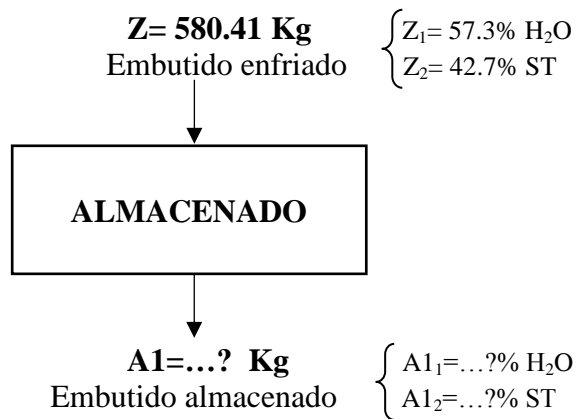 Z= 580.41 Kg
Embutido enfriado
Z₁= 57.3% H₂O
Z₂= 42.7% ST
ALMACENADO
A1=…? Kg
Embutido almacenado
A1₁=…?% H₂O
A1₂=…?% ST